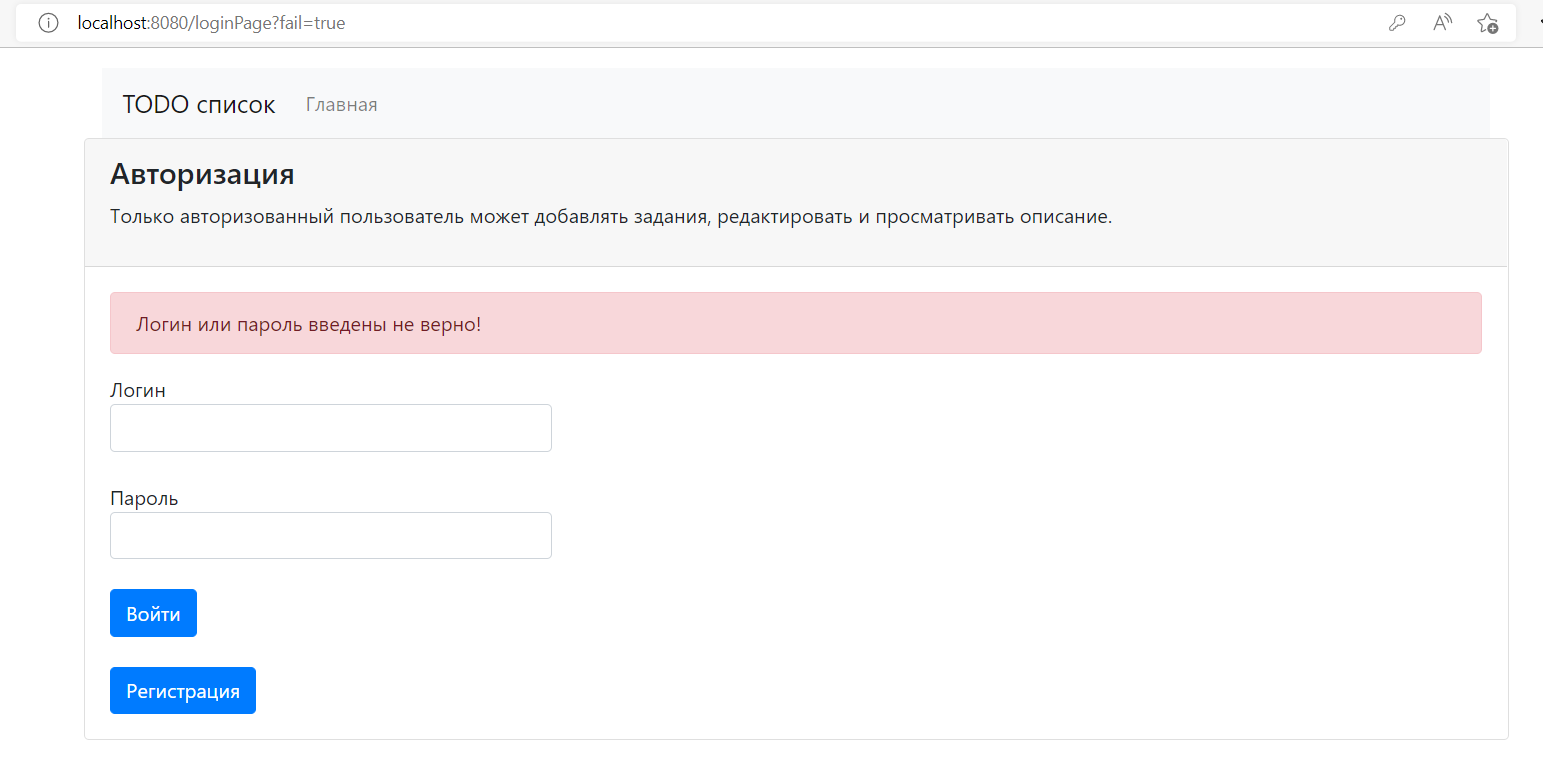 localhost:8080/loginPage?fail=true
TODO список Главная
Авторизация
Только авторизованный пользователь может добавлять задания, редактировать и просматривать описание.
Логин или пароль введены не верно!
Логин
Пароль
Войти
Регистрация